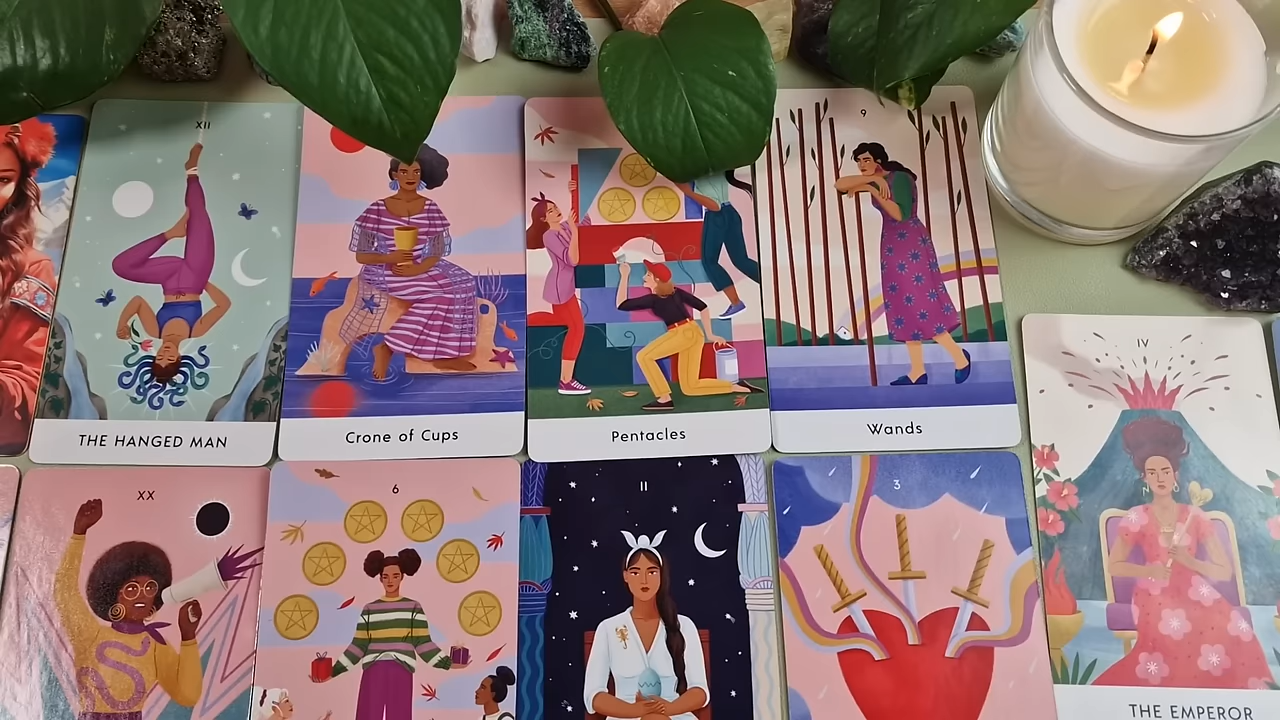 XII
9
THE HANGED MAN
Crone of Cups
Pentacles
Wands
IV
XX
6
II
3
THE EMPEROR